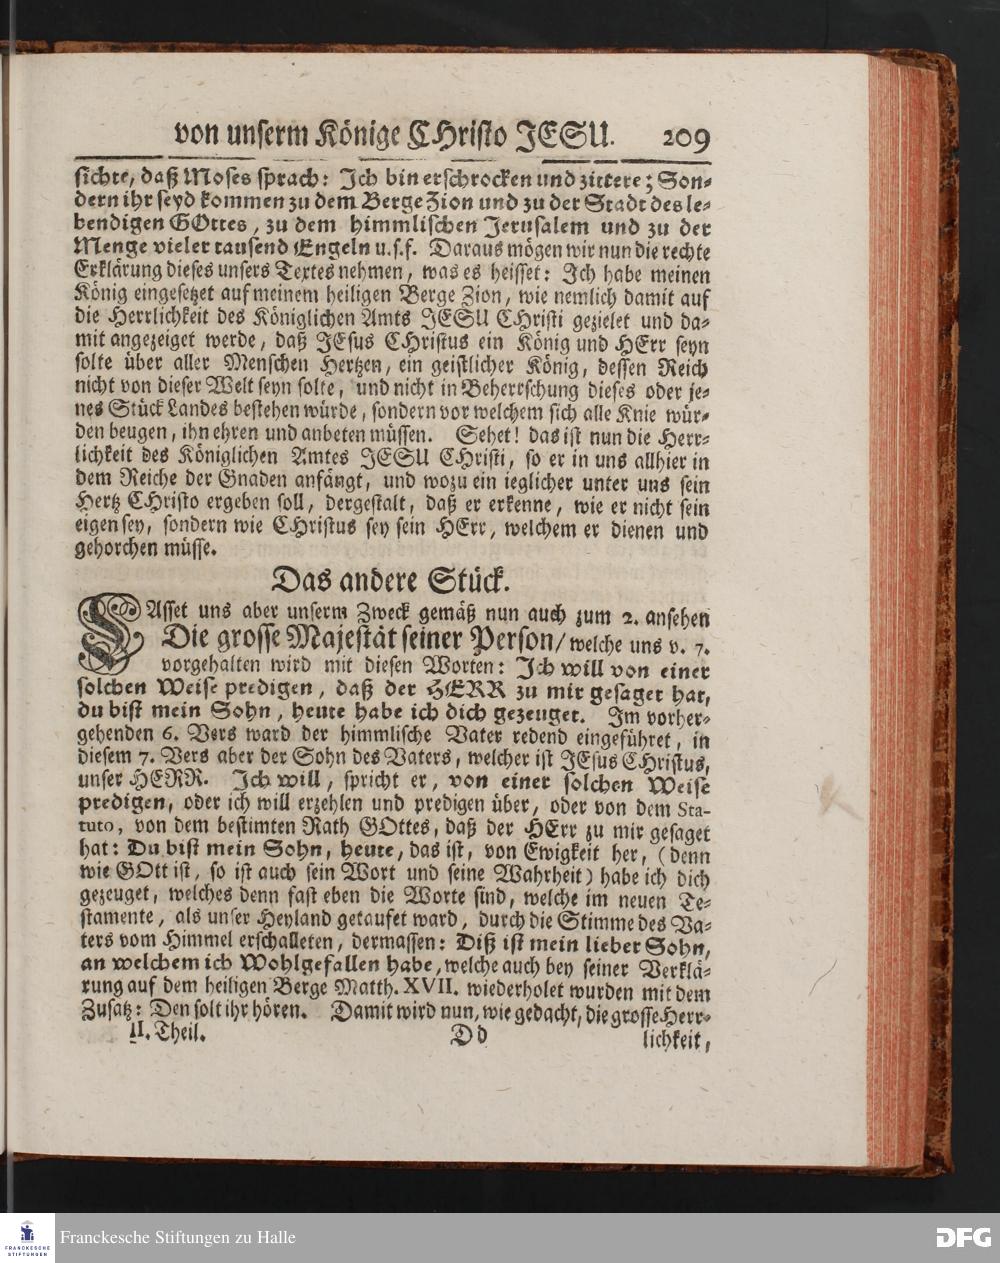 von unserm Könige CHristo JESU. 209
sichte, daß Moses sprach: Ich bin erschrocken und zittere; Son-
dern ihr seyd kommen zu dem Berge Zion und zu der Stadt des le-
bendigen GOttes, zu dem himmlischen Jerusalem und zu der
Menge vieler tausend Engeln u.s.f. Daraus mögen wir nun die rechte
Erklärung dieses unsers Textes nehmen, was es heisset: Ich habe meinen
König eingesetzet auf meinem heiligen Berge Zion, wie nemlich damit auf
die Herrlichkeit des Königlichen Amts JESU CHristi gezielet und da-
mit angezeiget werde, daß JEsus CHristus ein König und HErr seyn
solte über aller Menschen Hertzen, ein geistlicher König, dessen Reich
nicht von dieser Welt seyn solte, und nicht in Beherrschung dieses oder je-
nes Stück Landes bestehen würde, sondern vor welchem sich alle Knie wür-
den beugen, ihn ehren und anbeten müssen. Sehet! das ist nun die Herr-
lichkeit des Königlichen Amtes JESU CHristi, so er in uns allhier in
dem Reiche der Gnaden anfängt, und wozu ein ieglicher unter uns sein
Hertz CHristo ergeben soll, dergestalt, daß er erkenne, wie er nicht sein
eigen sey, sondern wie CHristus sey sein HErr, welchem er dienen und
gehorchen müsse.
Das andere Stück.
LAsset uns aber unserm Zweck gemäß nun auch zum 2. ansehen
Die grosse Majestät seiner Person/ welche uns v. 7.
vorgehalten wird mit diesen Worten: Ich will von einer
solchen Weise predigen, daß der HERR zu mir gesaget hat,
du bist mein Sohn, heute habe ich dich gezeuget. Im vorher-
gehenden 6. Vers ward der himmlische Vater redend eingeführet, in
diesem 7. Vers aber der Sohn des Vaters, welcher ist JEsus CHristus,
unser HERR. Ich will, spricht er, von einer solchen Weise
predigen, oder ich will erzehlen und predigen über, oder von dem Sta-
tuto, von dem bestimten Rath GOttes, daß der HErr zu mir gesaget
hat: Du bist mein Sohn, heute, das ist, von Ewigkeit her, (denn
wie GOtt ist, so ist auch sein Wort und seine Wahrheit) habe ich dich
gezeuget, welches denn fast eben die Worte sind, welche im neuen Te-
stamente, als unser Heyland getaufet ward, durch die Stimme des Va-
ters vom Himmel erschalleten, dermassen: Diß ist mein lieber Sohn,
an welchem ich Wohlgefallen habe, welche auch bey seiner Verklä-
rung auf dem heiligen Berge Matth. XVII. wiederholet wurden mit dem
Zusatz: Den solt ihr hören. Damit wird nun, wie gedacht, die grosse Herr-
II. Theil. Dd lichkeit,
FRANCKESCHE
STIFTUNGEN
Franckesche Stiftungen zu Halle
DFG